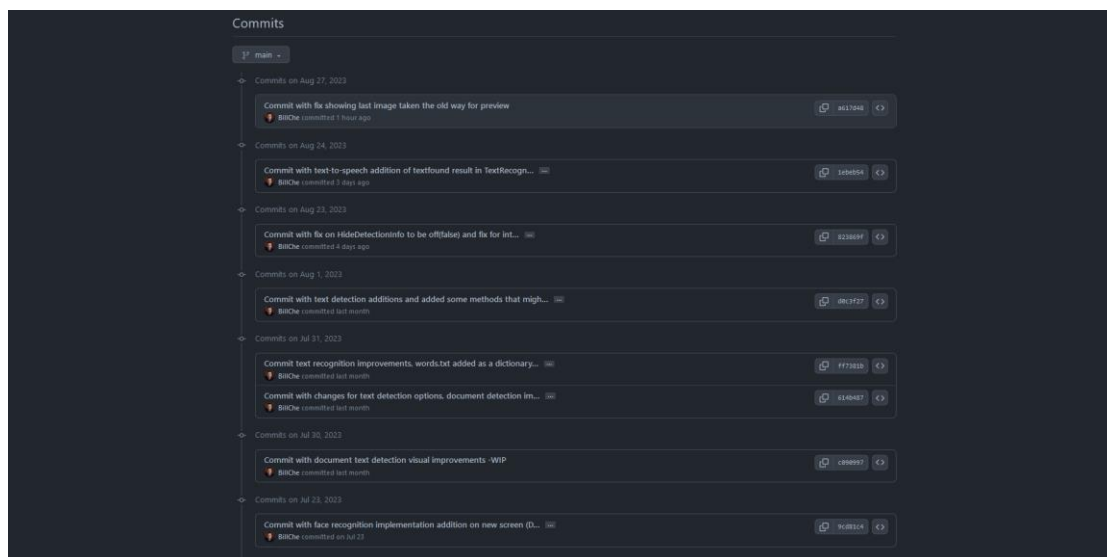 Commits
main
Commits on Aug 27, 2023
Commit with fix showing last image taken the old way for preview
a617d48
BillChe committed 1 hour ago
Commits on Aug 24, 2023
Commit with text-to-speech addition of textfound result in TextRecogn...
1ebeb54
BillChe committed 3 days ago
Commits on Aug 23, 2023
Commit with fix on HideDetectionInfo to be off(false) and fix for int...
823869f
BillChe committed 4 days ago
Commits on Aug 1, 2023
Commit with text detection additions and added some methods that migh...
d0c3f27
BillChe committed last month
Commits on Jul 31, 2023
Commit text recognition improvements, words.txt added as a dictionary...
ff7381b
BillChe committed last month
Commit with changes for text detection options, document detection im...
614b487
BillChe committed last month
Commits on Jul 30, 2023
Commit with document text detection visual improvements -WIP
c090997
BillChe committed last month
Commits on Jul 23, 2023
Commit with face recognition implementation addition on new screen (D...
9cd81c4
BillChe committed on Jul 23